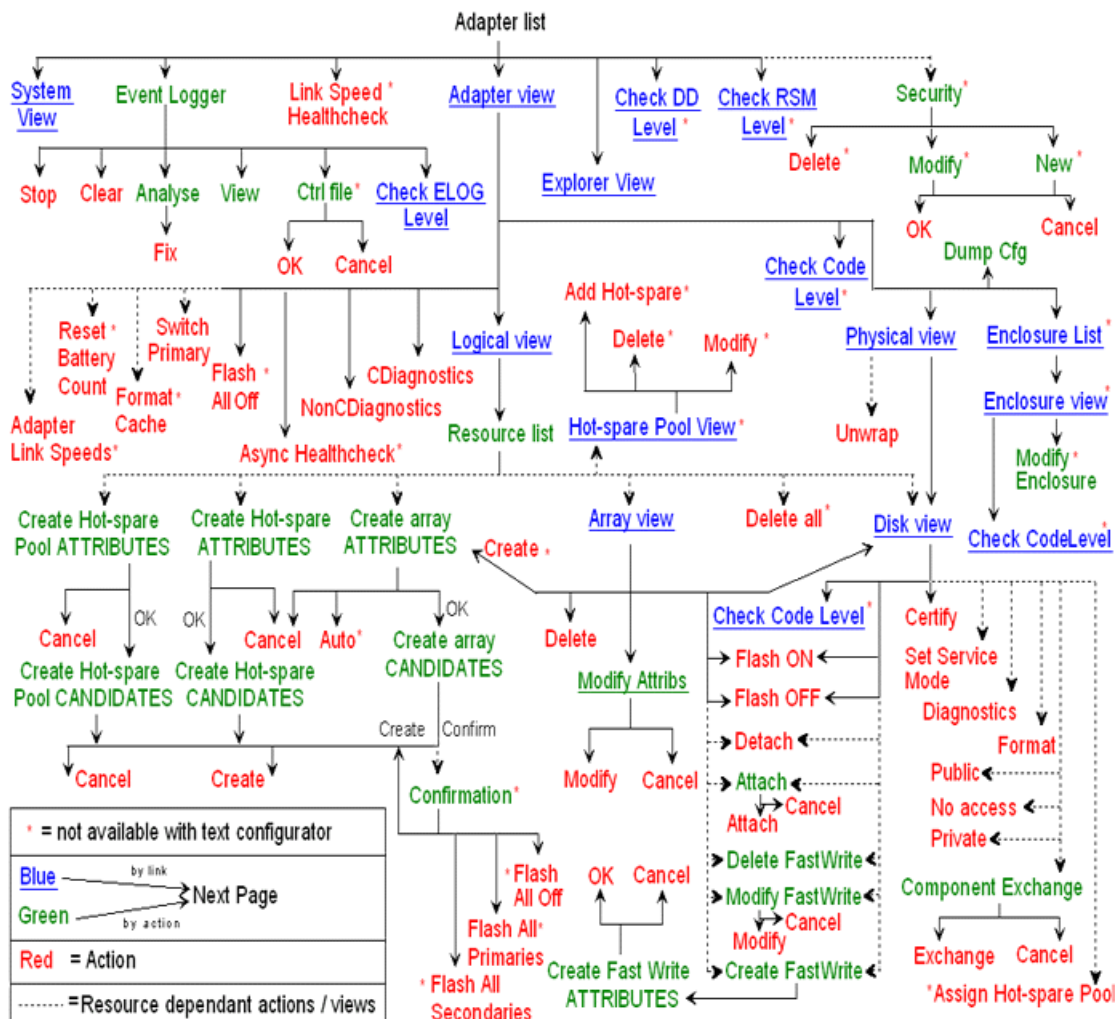 Adapter list
System
View
Event Logger
Link Speed *
Healthcheck
Adapter view
Explorer View
Check DD
Level *
Check RSM
Level *
Security *
Stop
Clear
Analyse
View
Ctrl file *
Check ELOG
Level
Delete *
Modify *
New *
Fix
OK
Cancel
OK
Cancel
Dump Cfg
Reset *
Battery
Count
Switch
Primary
Adapter
Link Speeds *
Format *
Cache
Flash *
All Off
Async Healthcheck *
NonCDiagnostics
CDiagnostics
Logical view
Add Hot-spare *
Delete *
Modify *
Check Code
Level *
Physical view
Enclosure List *
Resource list
Hot-spare Pool View *
Unwrap
Enclosure view *
Modify *
Enclosure
Check CodeLevel *
Create Hot-spare
Pool ATTRIBUTES
Create Hot-spare
ATTRIBUTES
Create array
ATTRIBUTES
Array view
Delete all *
Disk view
Create *
Cancel
OK
OK
Cancel
Auto *
OK
Delete
Check Code Level *
Certify
Create Hot-spare
Pool CANDIDATES
Create Hot-spare
CANDIDATES
Create array
CANDIDATES
Modify Attribs
Flash ON
Flash OFF
Set Service
Mode
Diagnostics
Format
Cancel
Create
Create
Confirm
Modify
Cancel
Detach
Public
Confirmation *
Attach
Cancel
Attach
No access
Private
* = not available with text configurator
Blue
by link
Next Page
Green
by action
Red = Action
=Resource dependant actions / views
* Flash
All Off
Flash All *
Primaries
* Flash All
Secondaries
OK
Cancel
Delete FastWrite
Modify FastWrite
Cancel
Modify
Create FastWrite
Create Fast Write
ATTRIBUTES
Component Exchange
Exchange
Cancel
*Assign Hot-spare Pool